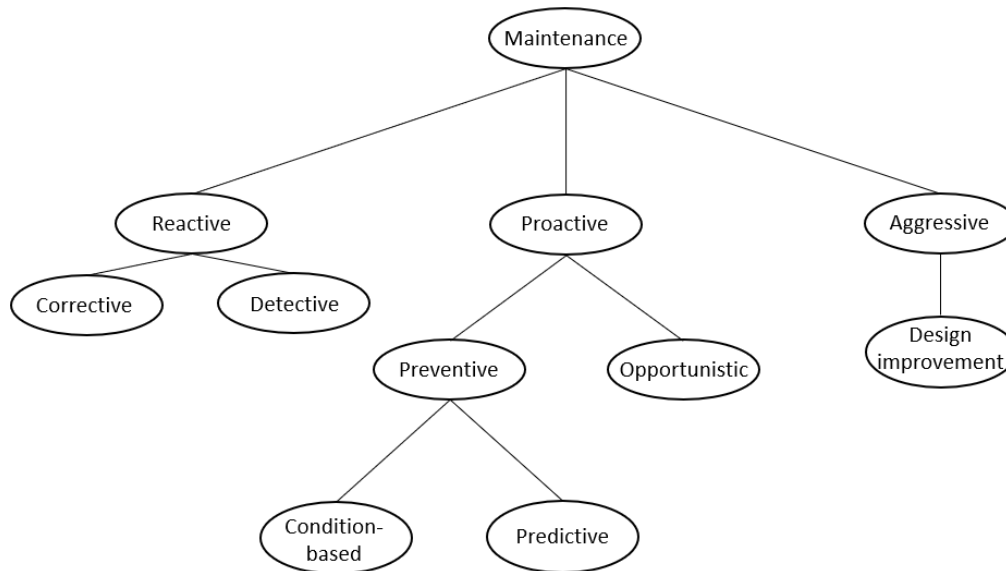 Maintenance
Reactive
Proactive
Aggressive
Corrective
Detective
Preventive
Opportunistic
Design
improvement
Condition-
based
Predictive